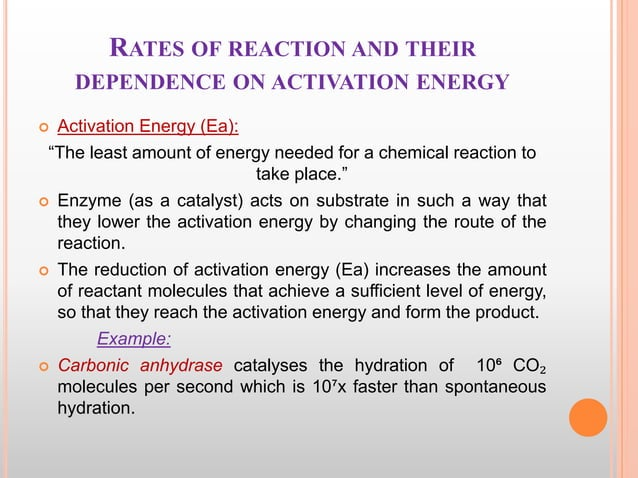 RATES OF REACTION AND THEIR
DEPENDENCE ON ACTIVATION ENERGY
Activation Energy (Ea):
“The least amount of energy needed for a chemical reaction to
take place.”
Enzyme (as a catalyst) acts on substrate in such a way that
they lower the activation energy by changing the route of the
reaction.
The reduction of activation energy (Ea) increases the amount
of reactant molecules that achieve a sufficient level of energy,
so that they reach the activation energy and form the product.
Example:
Carbonic anhydrase catalyses the hydration of 10⁶ CO₂
molecules per second which is 10⁷x faster than spontaneous
hydration.